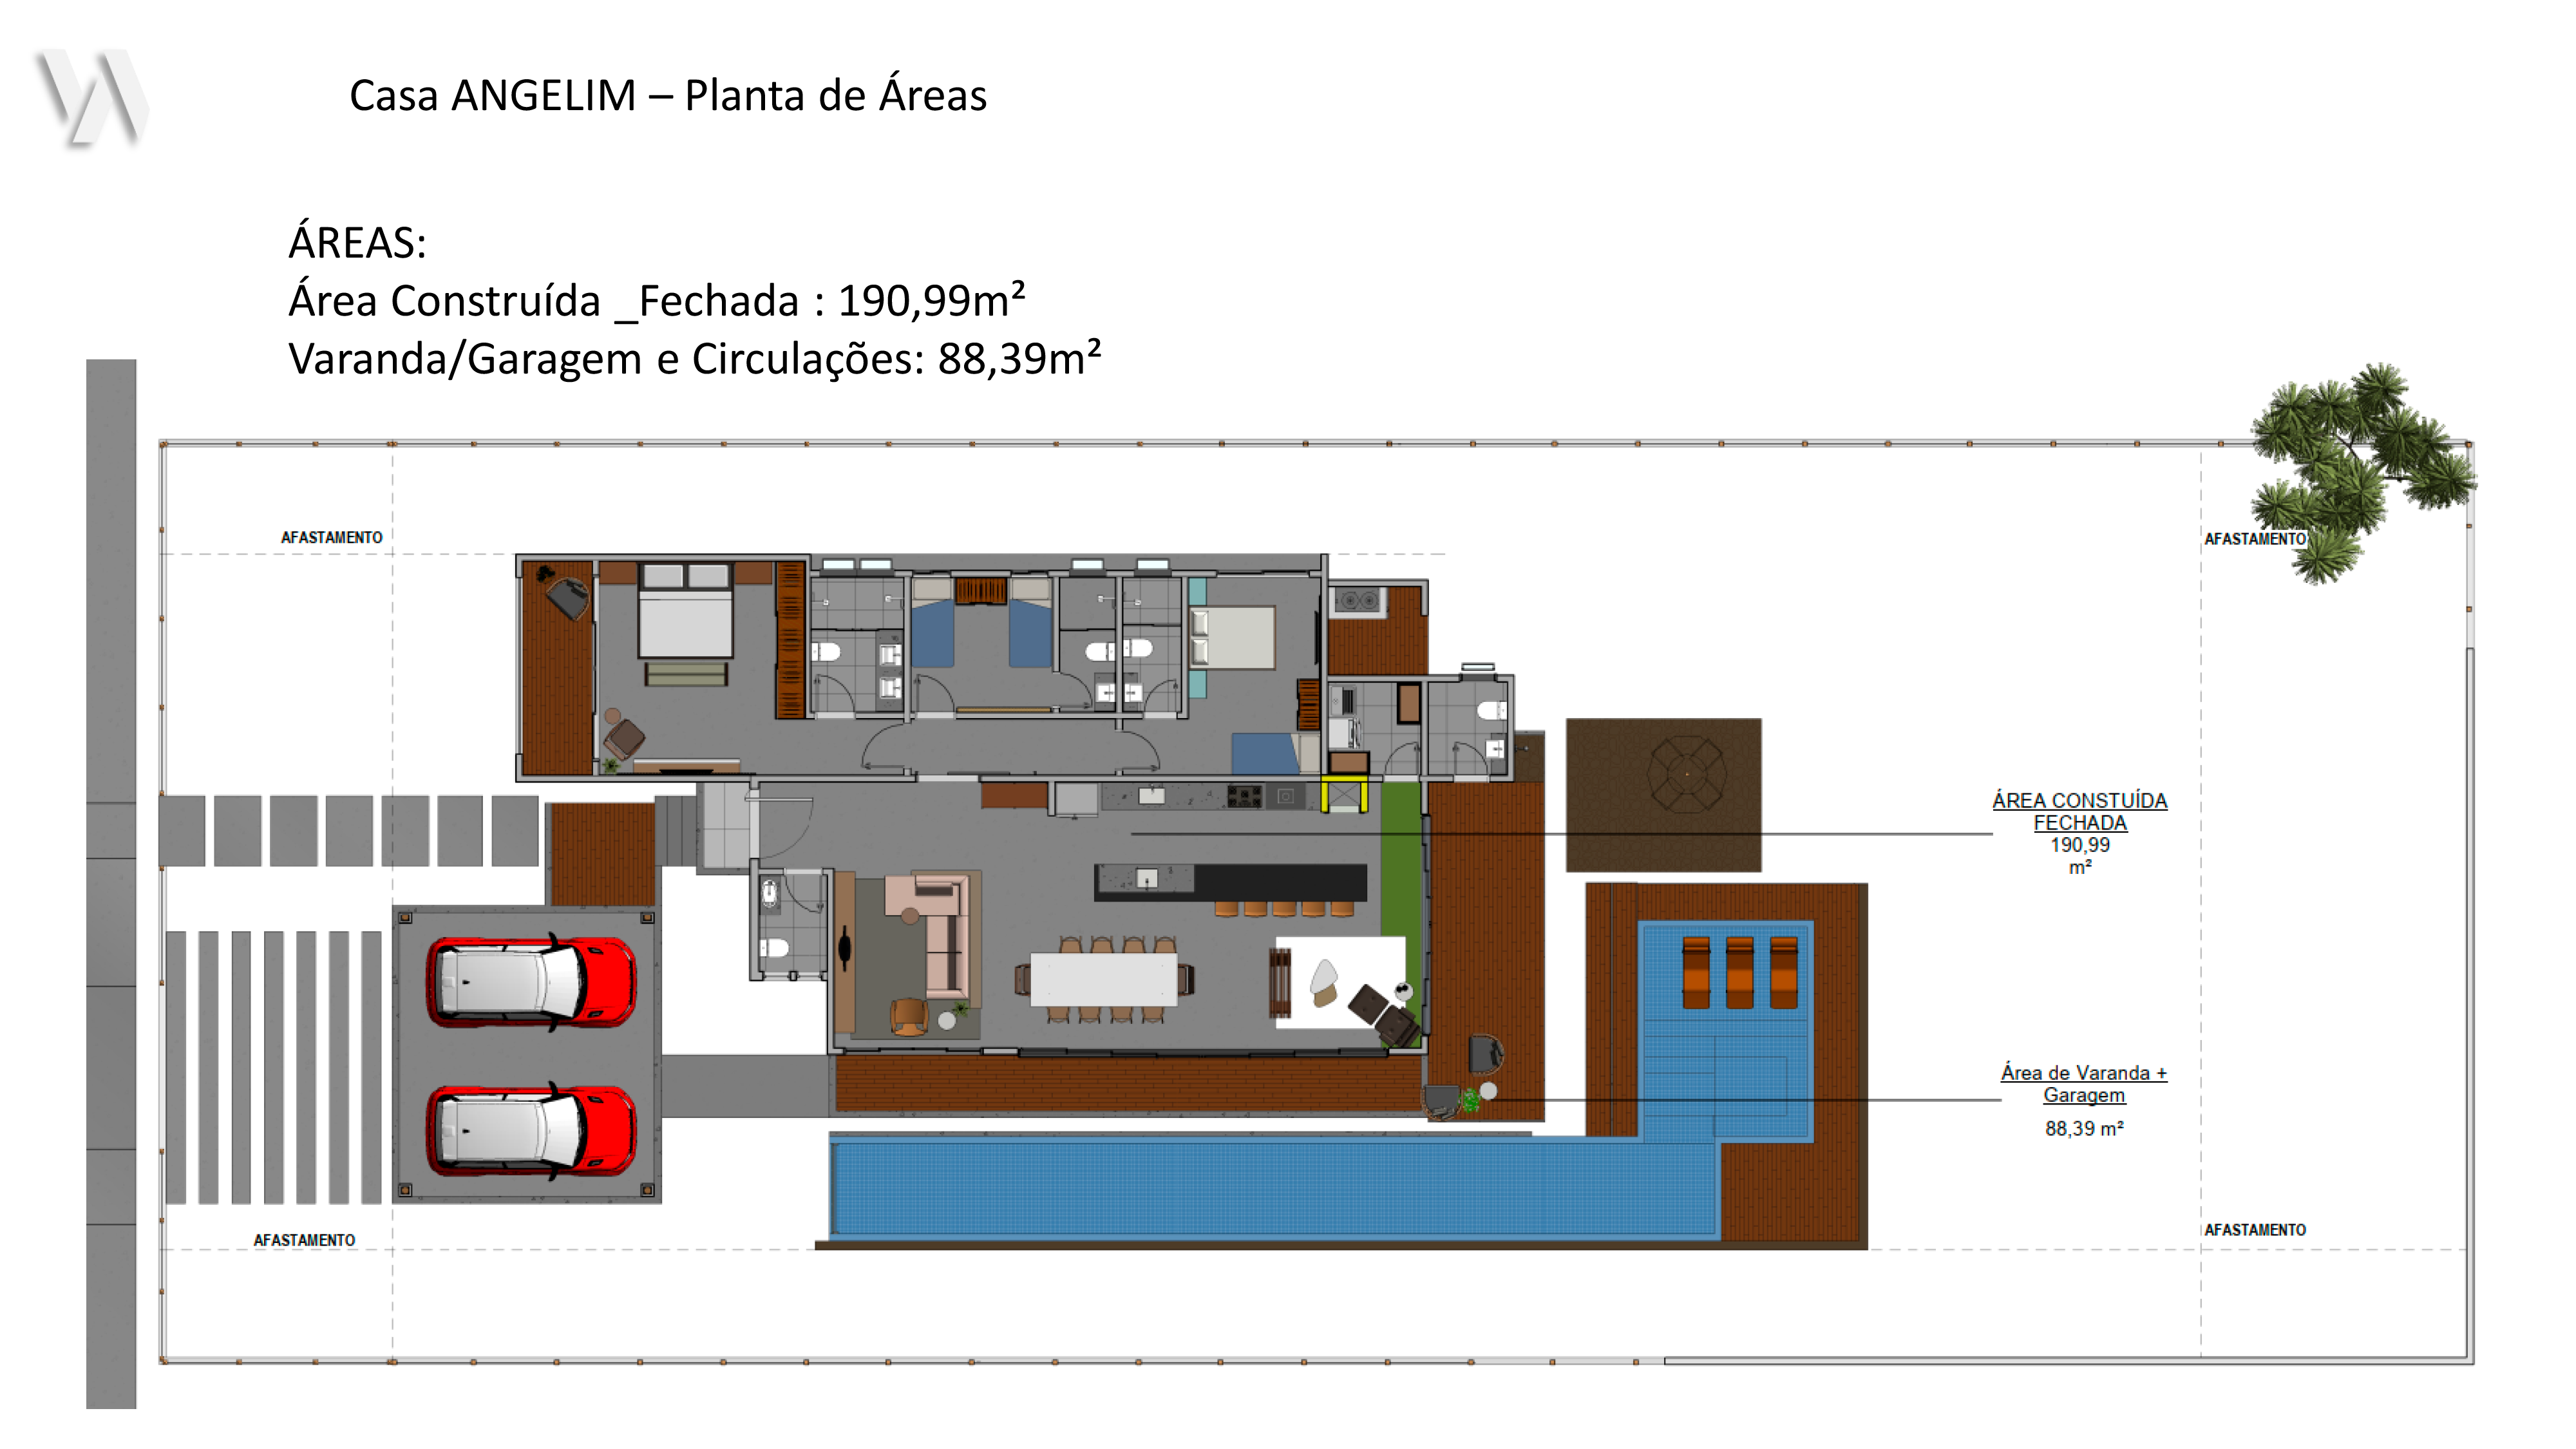 Casa ANGELIM – Planta de Áreas
ÁREAS:
Área Construída _Fechada : 190,99m²
Varanda/Garagem e Circulações: 88,39m²
AFASTAMENTO
AFASTAMENTO
ÁREA CONSTUÍDA
FECHADA
190,99
m²
Área de Varanda +
Garagem
88,39 m²
AFASTAMENTO
AFASTAMENTO